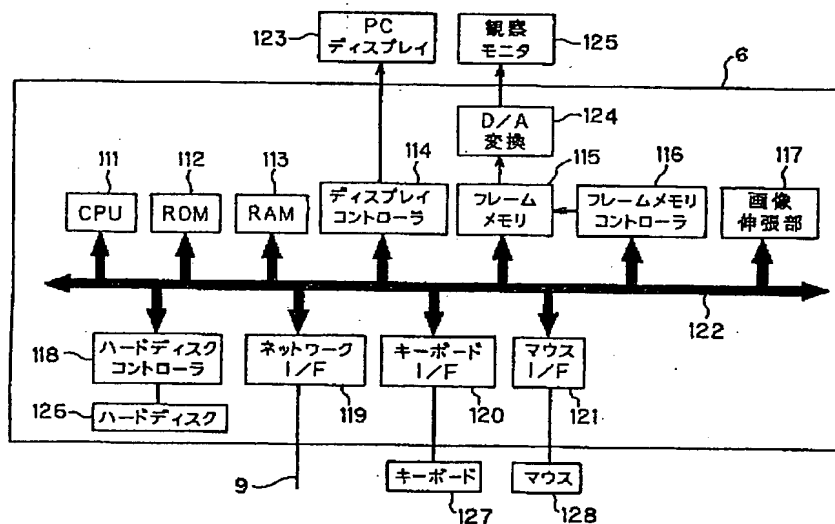 123
PC
ディスプレイ
観察
モニタ
125
6
D/A
変換
124
111
112
113
114
115
116
117
CPU
ROM
RAM
ディスプレイ
コントローラ
フレーム
メモリ
フレームメモリ
コントローラ
画像
伸張部
122
118
ハードディスク
コントローラ
ネットワーク
I/F
キーボード
I/F
マウス
I/F
119
120
121
126
ハードディスク
9
キーボード
マウス
127
128